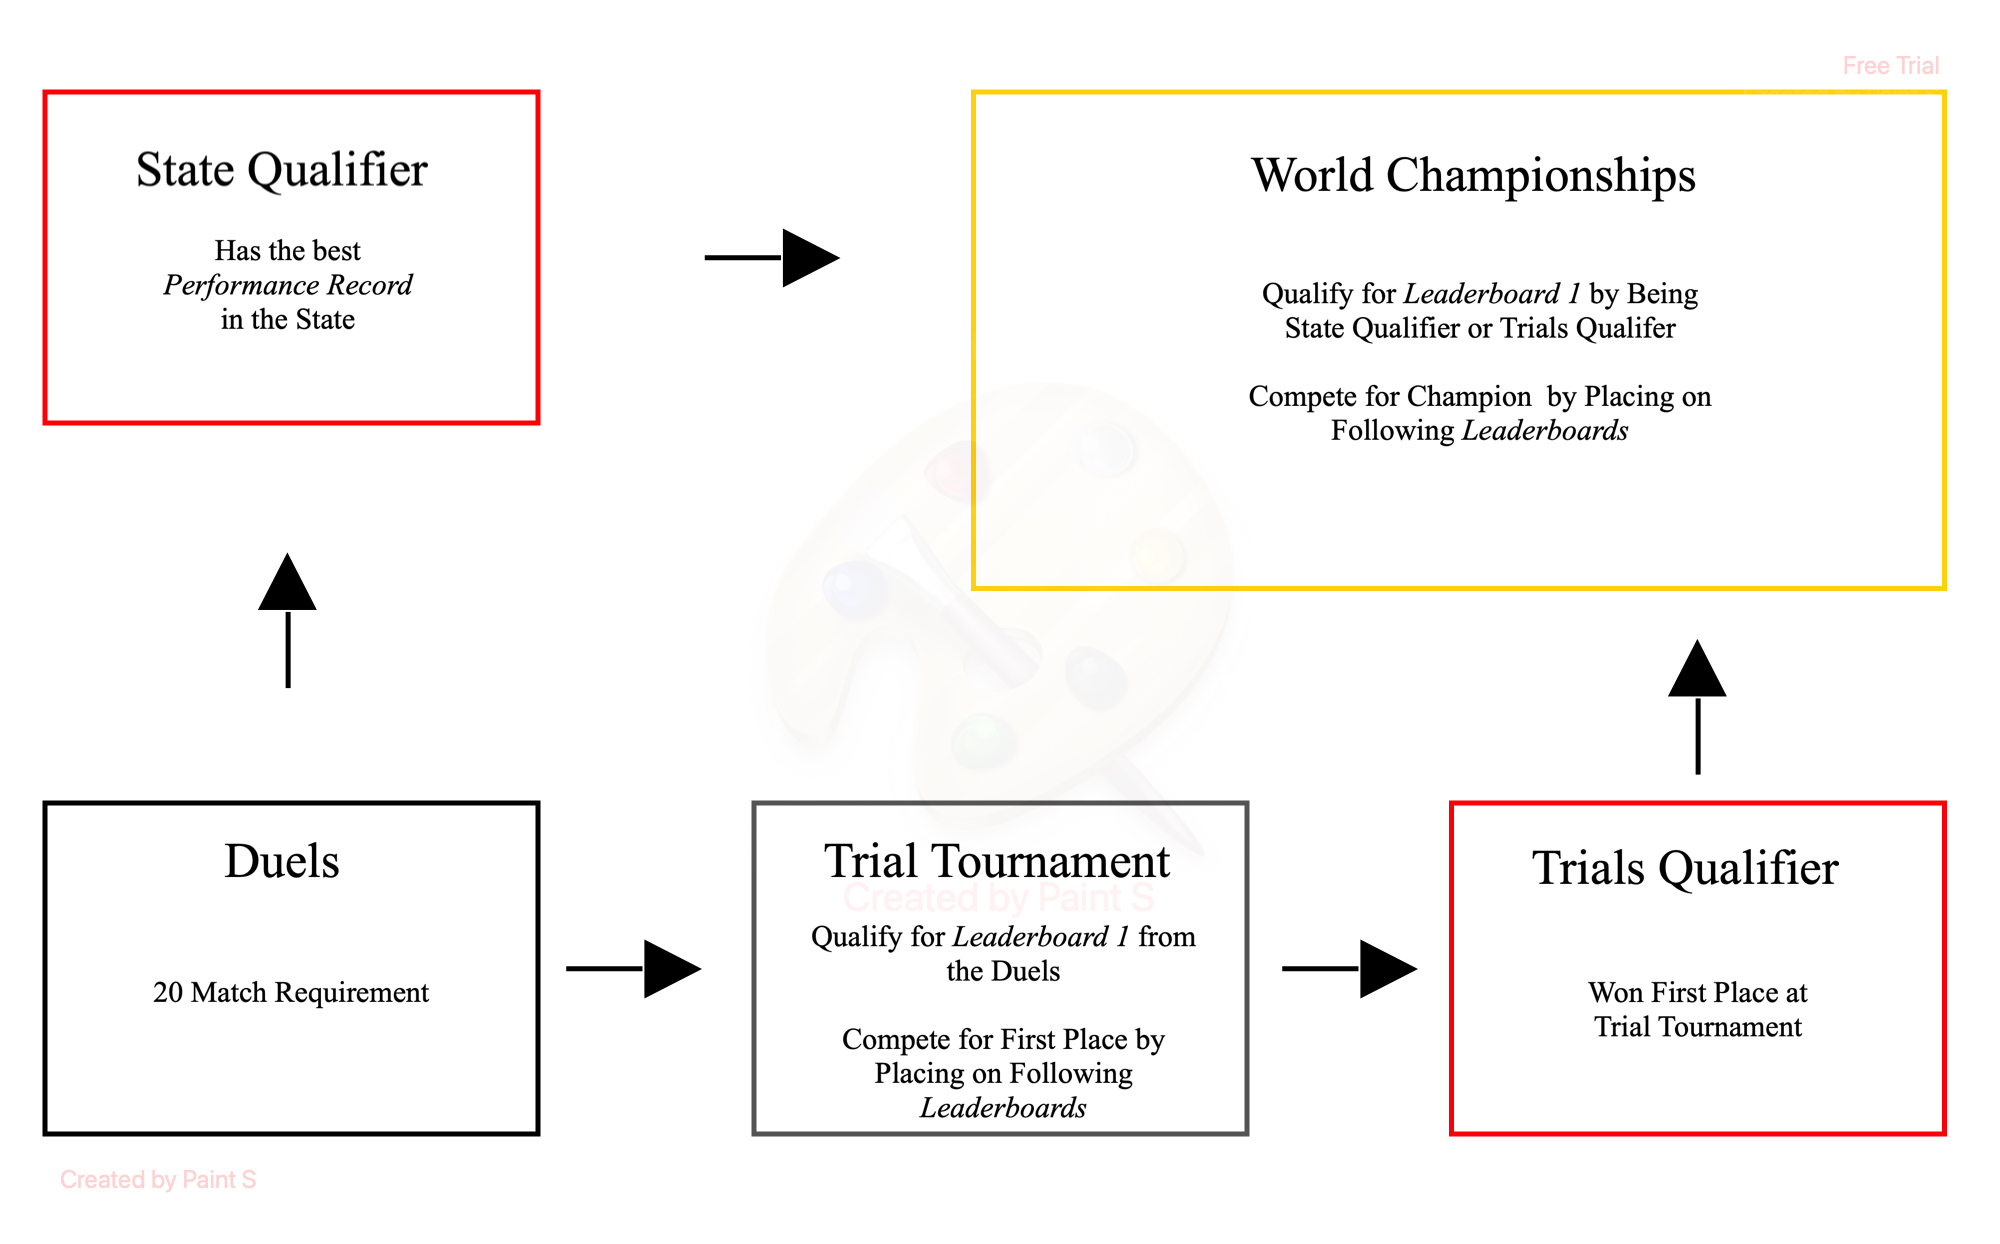 Free Trial
State Qualifier
Has the best
Performance Record
in the State
World Championships
Qualify for Leaderboard 1 by Being
State Qualifier or Trials Qualifer
Compete for Champion  by Placing on
Following Leaderboards
Duels
20 Match Requirement
Trial Tournament
Created by Paint S
Qualify for Leaderboard 1 from
the Duels
Compete for First Place by
Placing on Following
Leaderboards
Trials Qualifier
Won First Place at
Trial Tournament
Created by Paint S